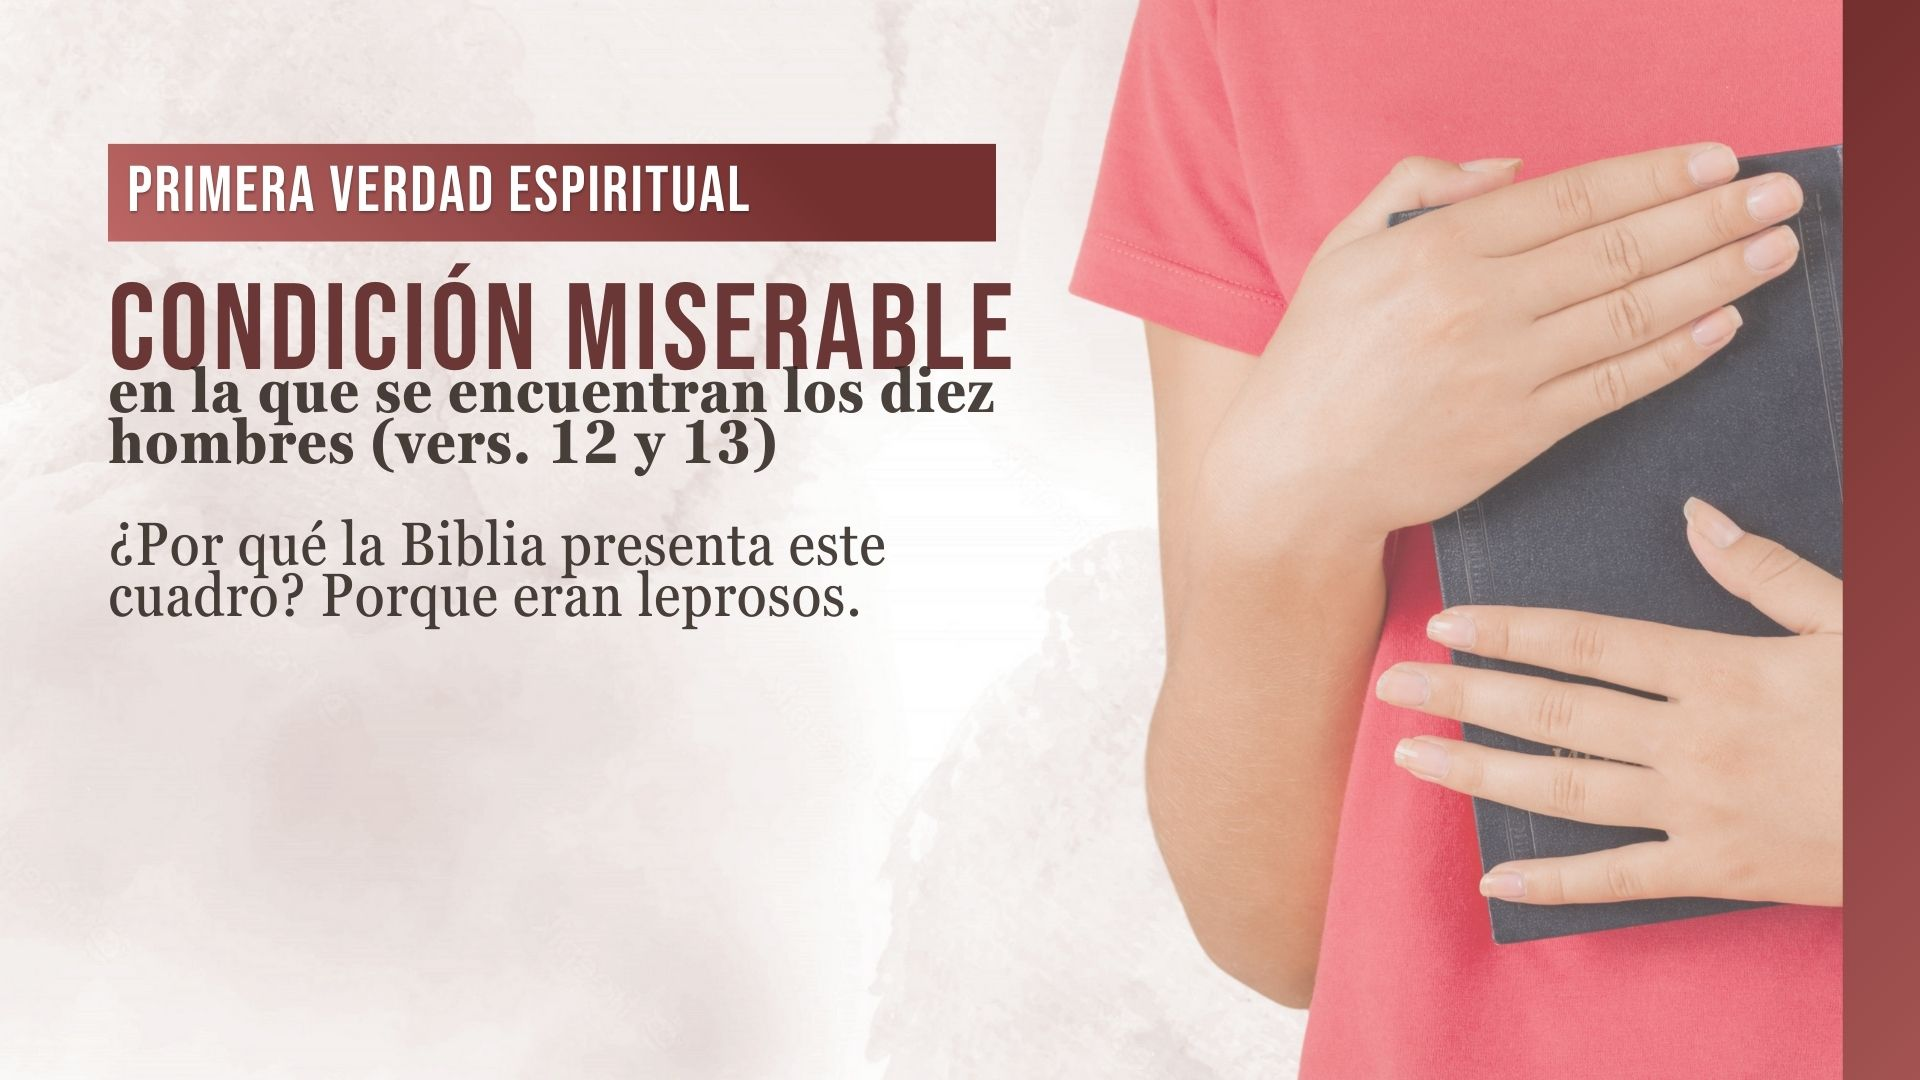 PRIMERA VERDAD ESPIRITUAL
CONDICIÓN MISERABLE
en la que se encuentran los diez
hombres (vers. 12 y 13)
¿Por qué la Biblia presenta este
cuadro? Porque eran leprosos.